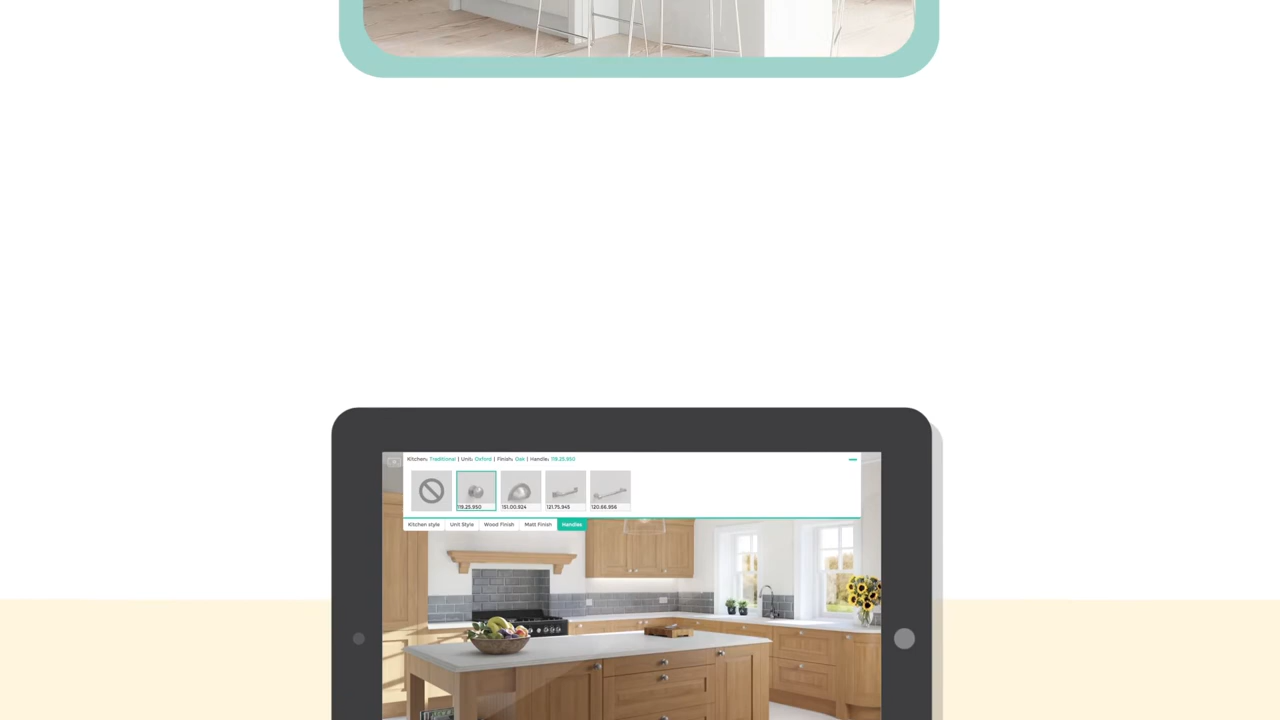 Kitchen: Traditional | Unit: Oxford | Finish: Oak | Handle: 119.25.950
119.25.950 151.00.924 121.75.945 120.66.956
Kitchen style Unit Style Wood Finish Matt Finish Handles